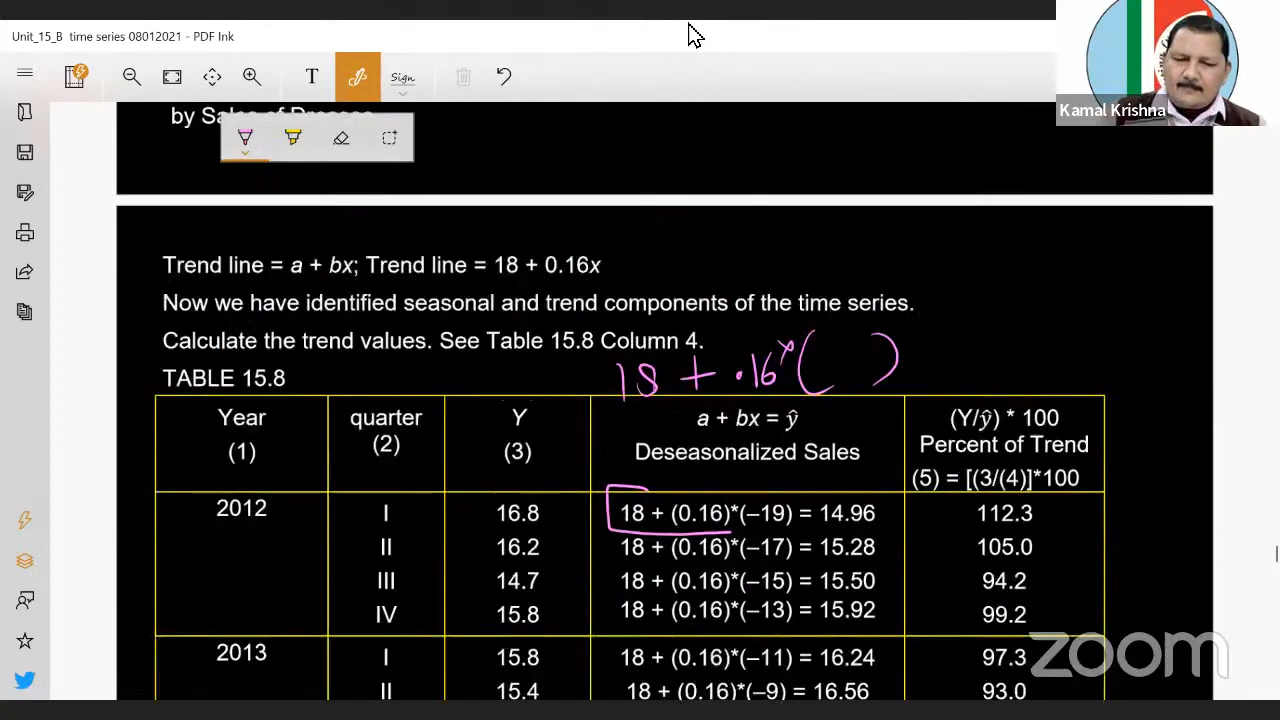 Unit_15_B time series 08012021 - PDF Ink
T
Sign
Kamal Krishna
by Sales of Dresses
Trend line = a + bx; Trend line = 18 + 0.16x
Now we have identified seasonal and trend components of the time series.
Calculate the trend values. See Table 15.8 Column 4.
18 + .16x ( )
TABLE 15.8
Year (1) quarter (2) Y (3) a + bx = ŷ Deseasonalized Sales (Y/ŷ) * 100 Percent of Trend (5) = [(3/(4)]*100
2012 I 16.8 18 + (0.16)*(–19) = 14.96 112.3
II 16.2 18 + (0.16)*(–17) = 15.28 105.0
III 14.7 18 + (0.16)*(–15) = 15.50 94.2
IV 15.8 18 + (0.16)*(–13) = 15.92 99.2
2013 I 15.8 18 + (0.16)*(–11) = 16.24 97.3
II 15.4 18 + (0.16)*(–9) = 16.56 93.0
zoom